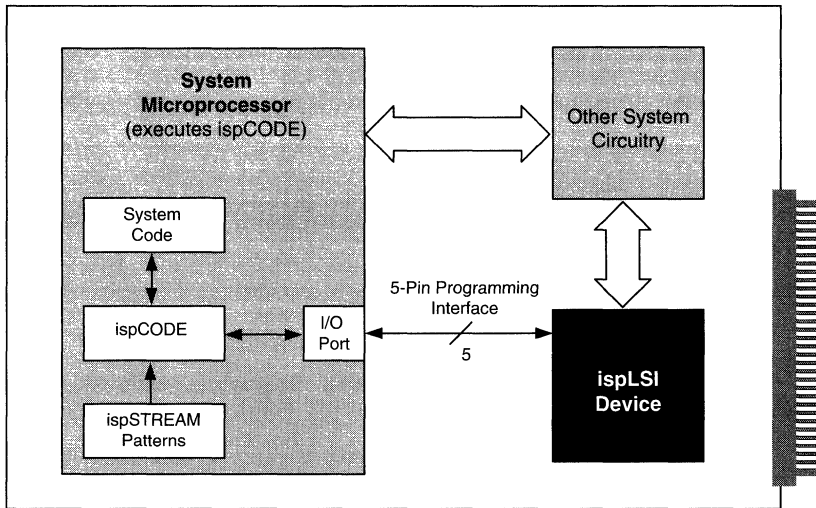 System
Microprocessor
(executes ispCODE)
Other System
Circuitry
System
Code
5-Pin Programming
Interface
ispCODE
I/O
Port
5
ispLSI
Device
ispSTREAM
Patterns